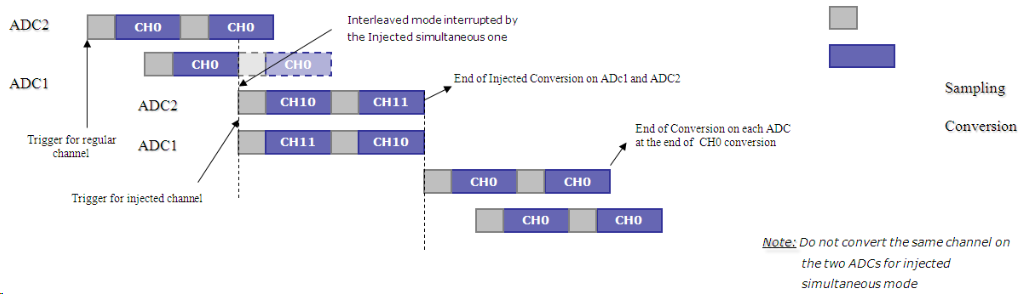 ADC2
CH0
CH0
Interleaved mode interrupted by
the Injected simultaneous one
ADC1
CH0
CH0
End of Injected Conversion on ADc1 and ADC2
Sampling
ADC2
CH10
CH11
Trigger for regular
channel
ADC1
CH11
CH10
End of Conversion on each ADC
at the end of CH0 conversion
Conversion
Trigger for injected channel
CH0
CH0
CH0
CH0
Note: Do not convert the same channel on
the two ADCs for injected
simultaneous mode